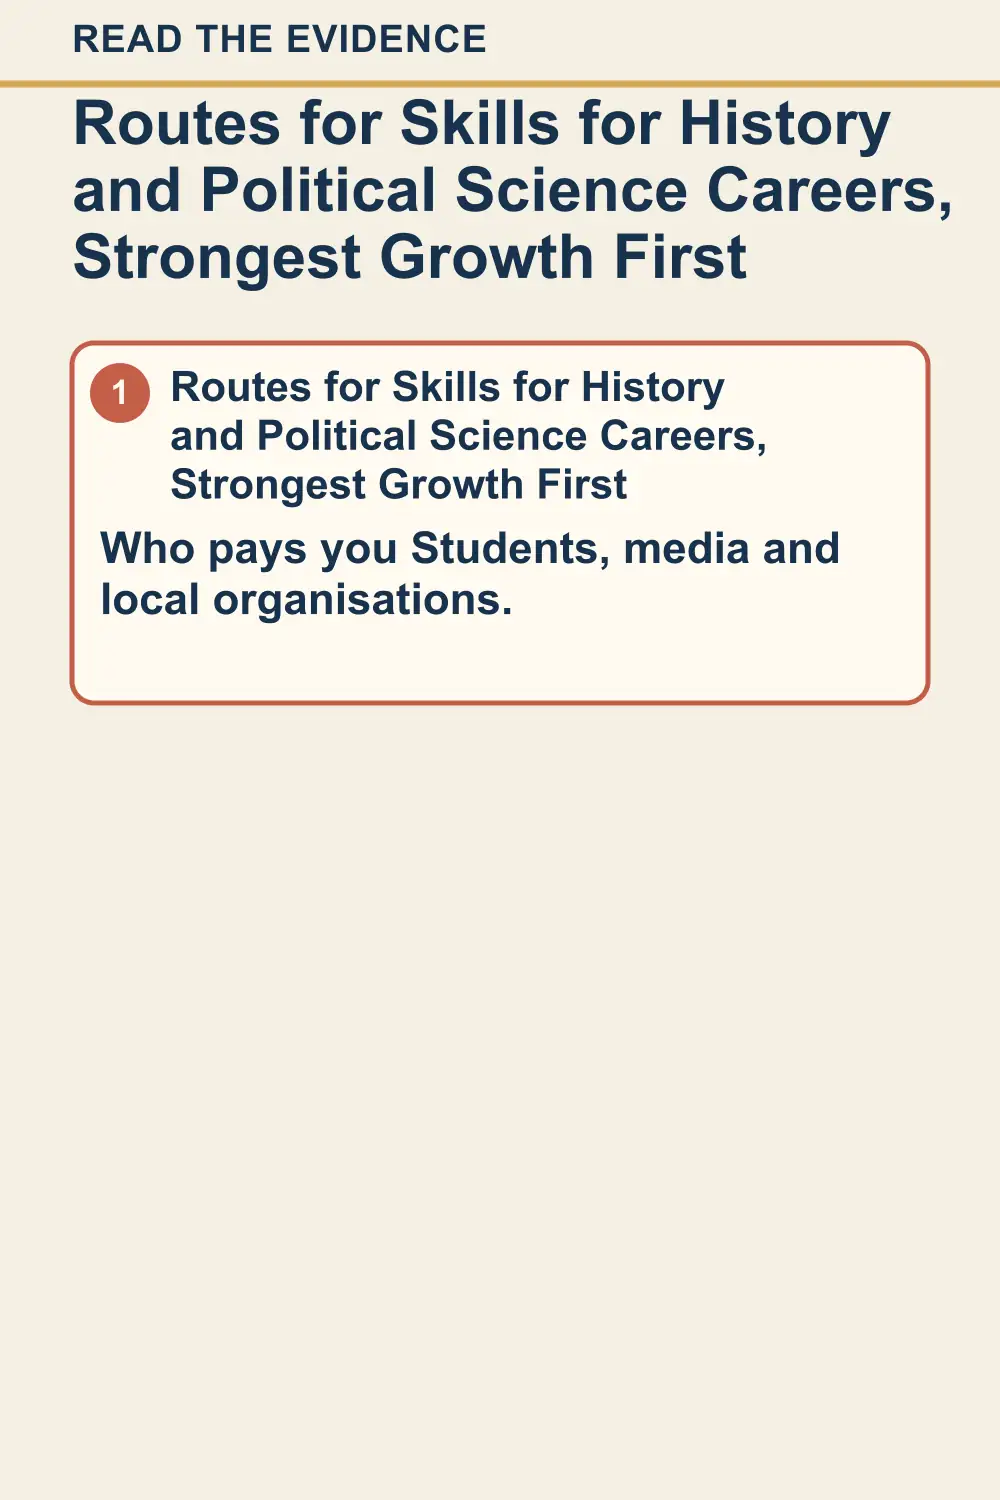 READ THE EVIDENCE
Routes for Skills for History
and Political Science Careers,
Strongest Growth First
1
Routes for Skills for History
and Political Science Careers,
Strongest Growth First
Who pays you Students, media and
local organisations.